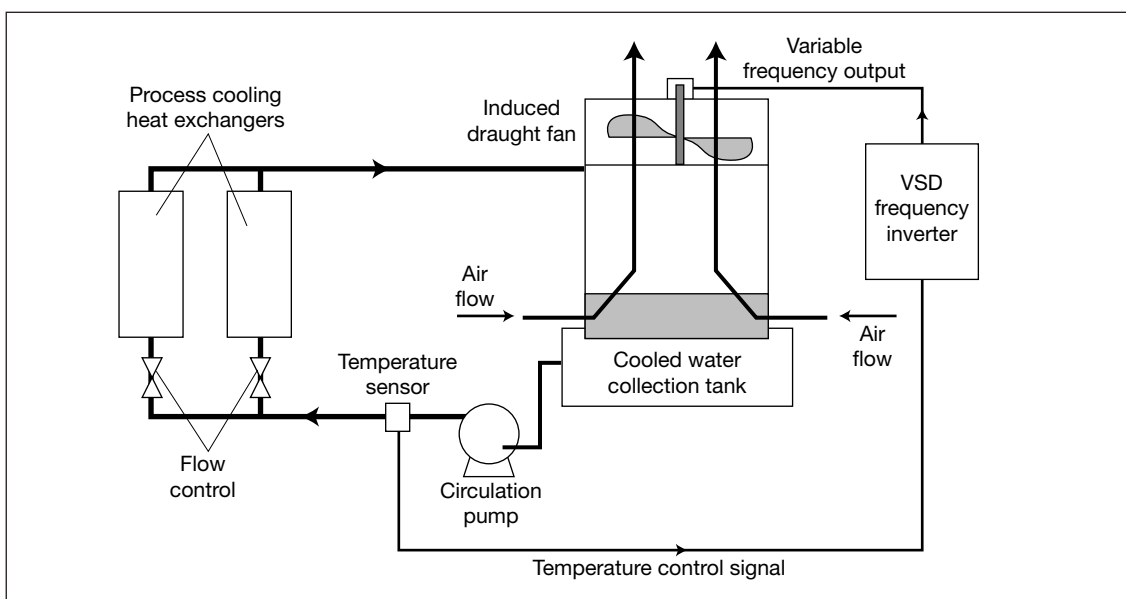 Process cooling
heat exchangers
Induced
draught fan
Variable
frequency output
VSD
frequency
inverter
Air
flow
Air
flow
Temperature
sensor
Cooled water
collection tank
Flow
control
Circulation
pump
Temperature control signal